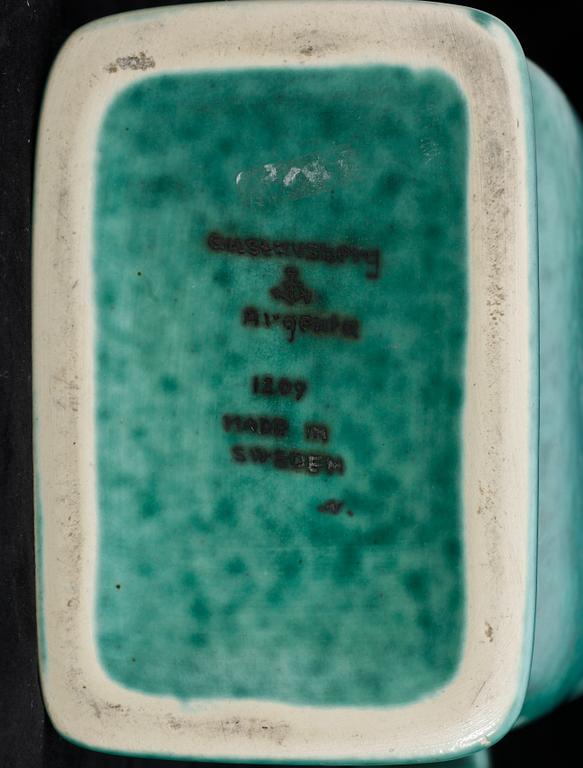 Gustavsberg
Argenta
1209
MADE IN
SWEDEN